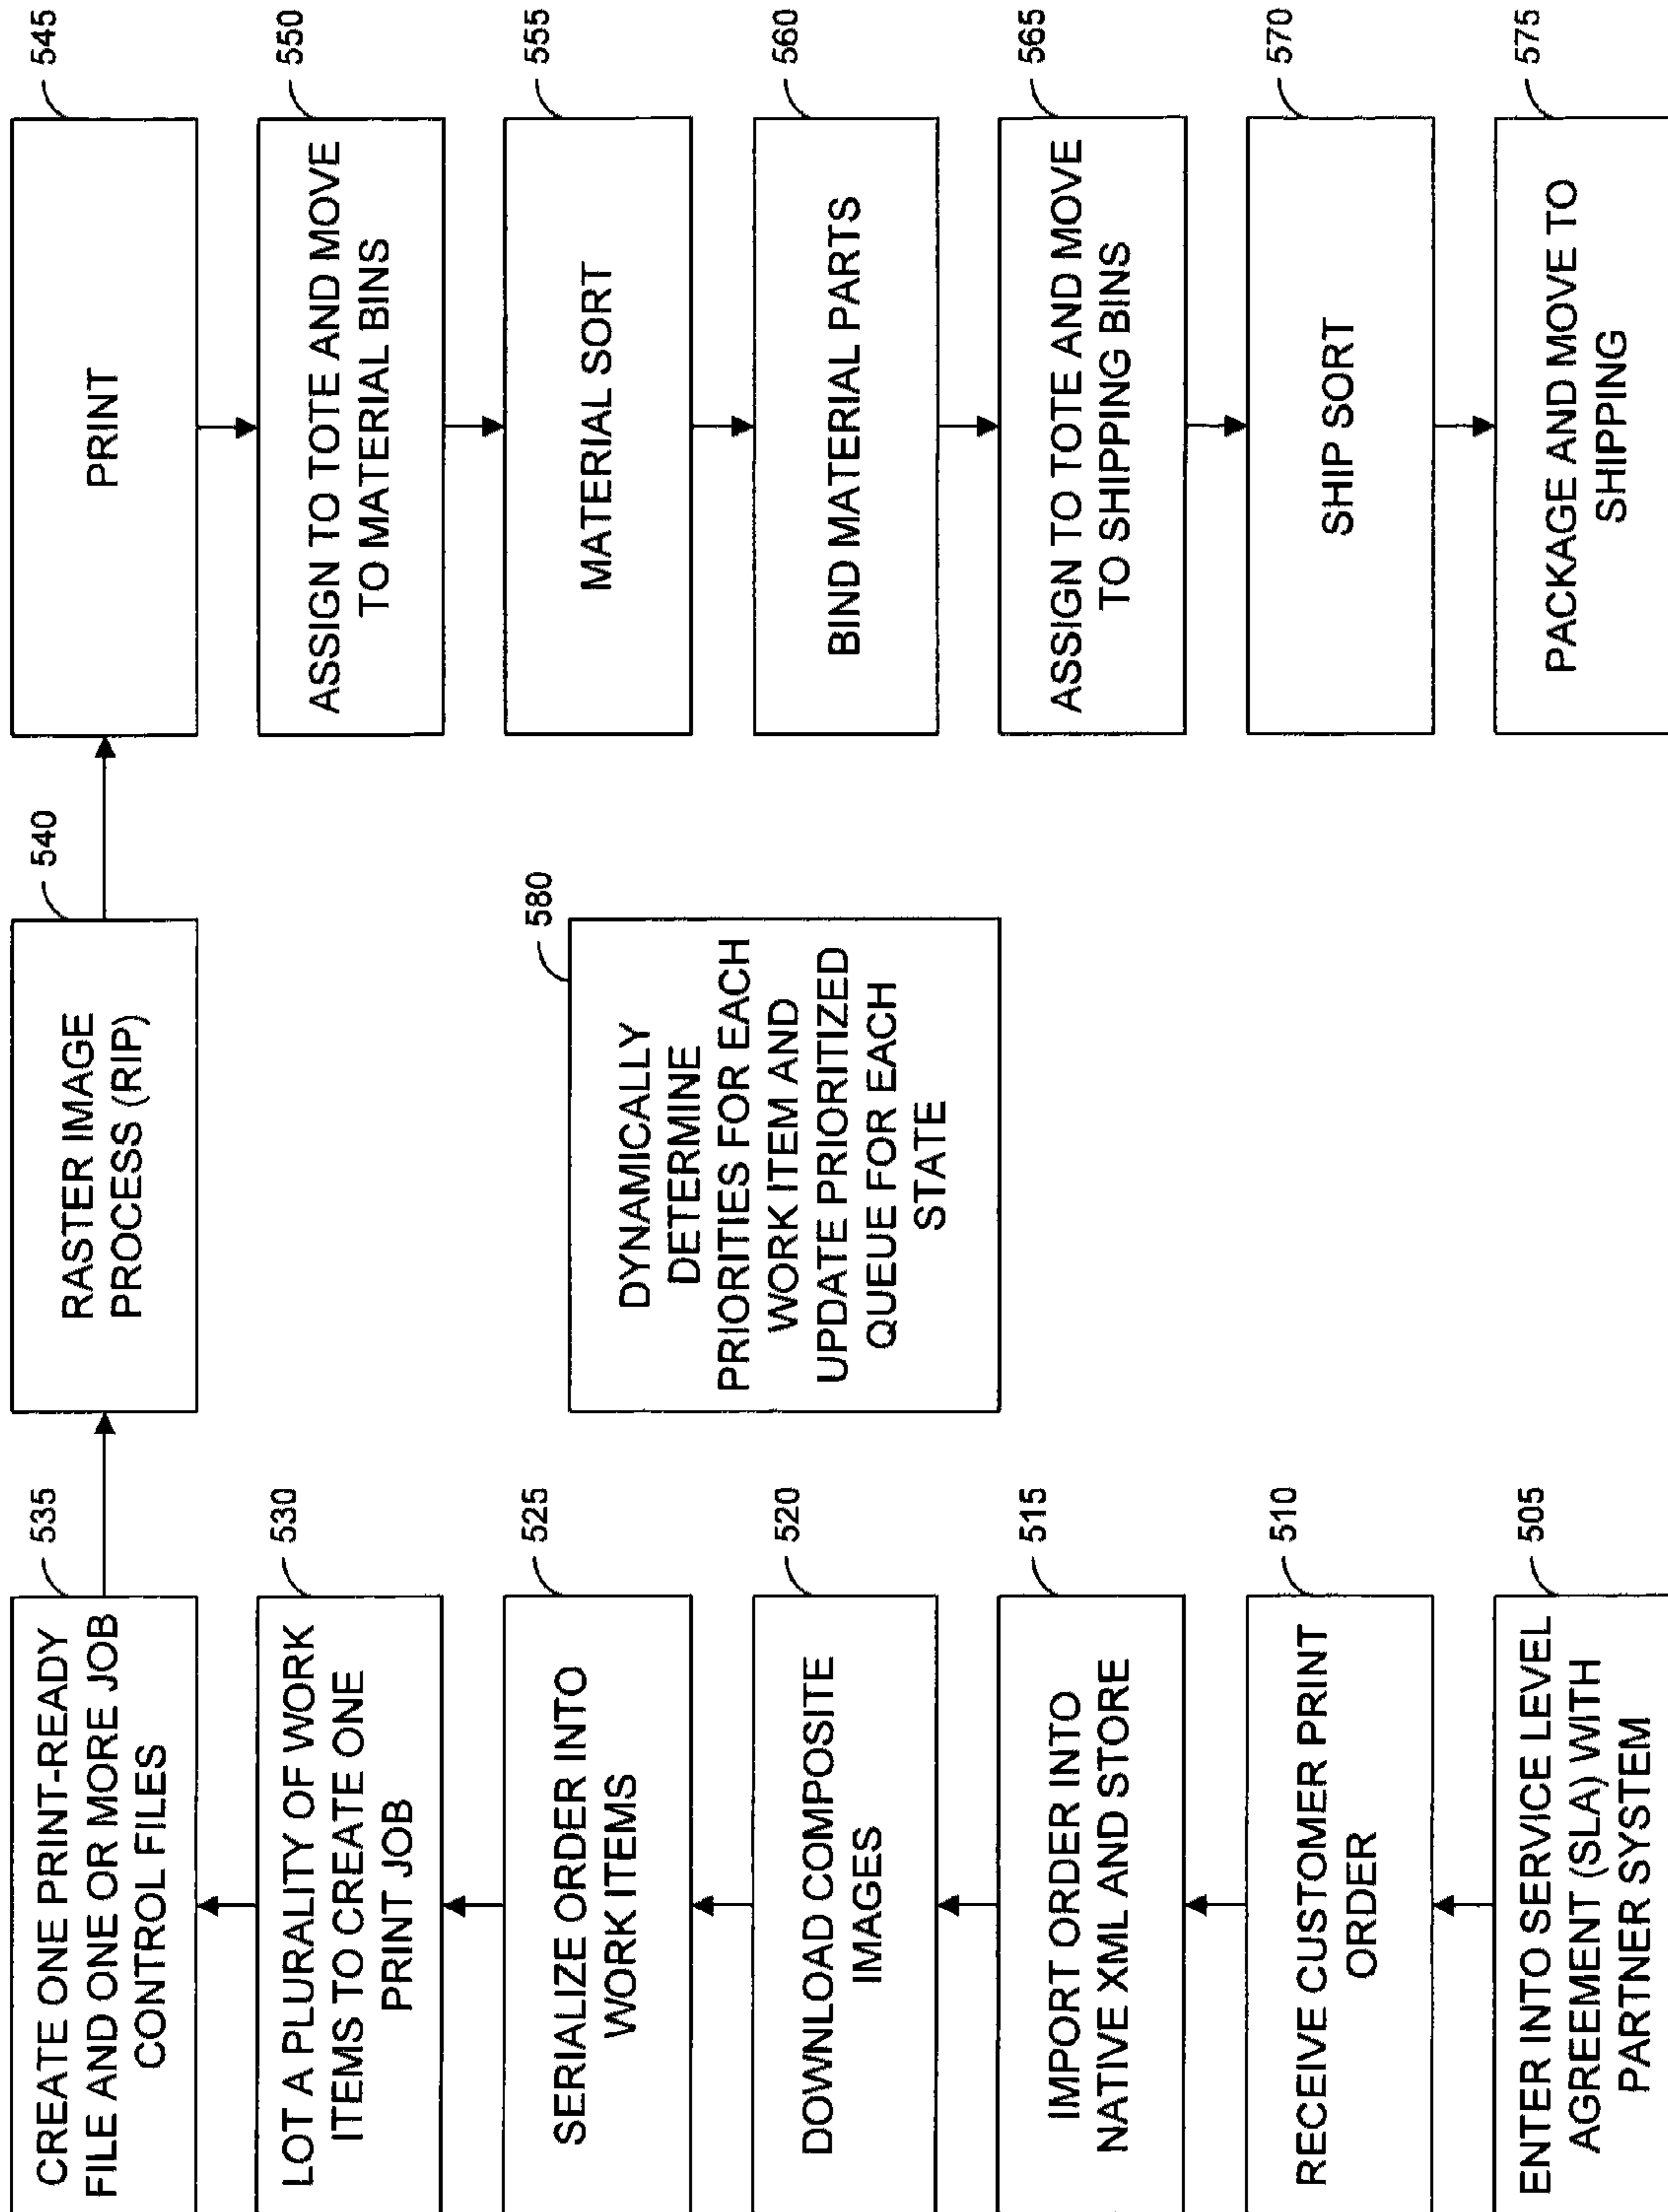 ENTER INTO SERVICE LEVEL
AGREEMENT (SLA) WITH
PARTNER SYSTEM
505
RECEIVE CUSTOMER PRINT
ORDER
510
IMPORT ORDER INTO
NATIVE XML AND STORE
515
DOWNLOAD COMPOSITE
IMAGES
520
SERIALIZE ORDER INTO
WORK ITEMS
525
LOT A PLURALITY OF WORK
ITEMS TO CREATE ONE
PRINT JOB
530
CREATE ONE PRINT-READY
FILE AND ONE OR MORE JOB
CONTROL FILES
535
RASTER IMAGE
PROCESS (RIP)
540
PRINT
545
ASSIGN TO TOTE AND MOVE
TO MATERIAL BINS
550
MATERIAL SORT
555
BIND MATERIAL PARTS
560
ASSIGN TO TOTE AND MOVE
TO SHIPPING BINS
565
SHIP SORT
570
PACKAGE AND MOVE TO
SHIPPING
575
DYNAMICALLY
DETERMINE
PRIORITIES FOR EACH
WORK ITEM AND
UPDATE PRIORITIZED
QUEUE FOR EACH
STATE
580